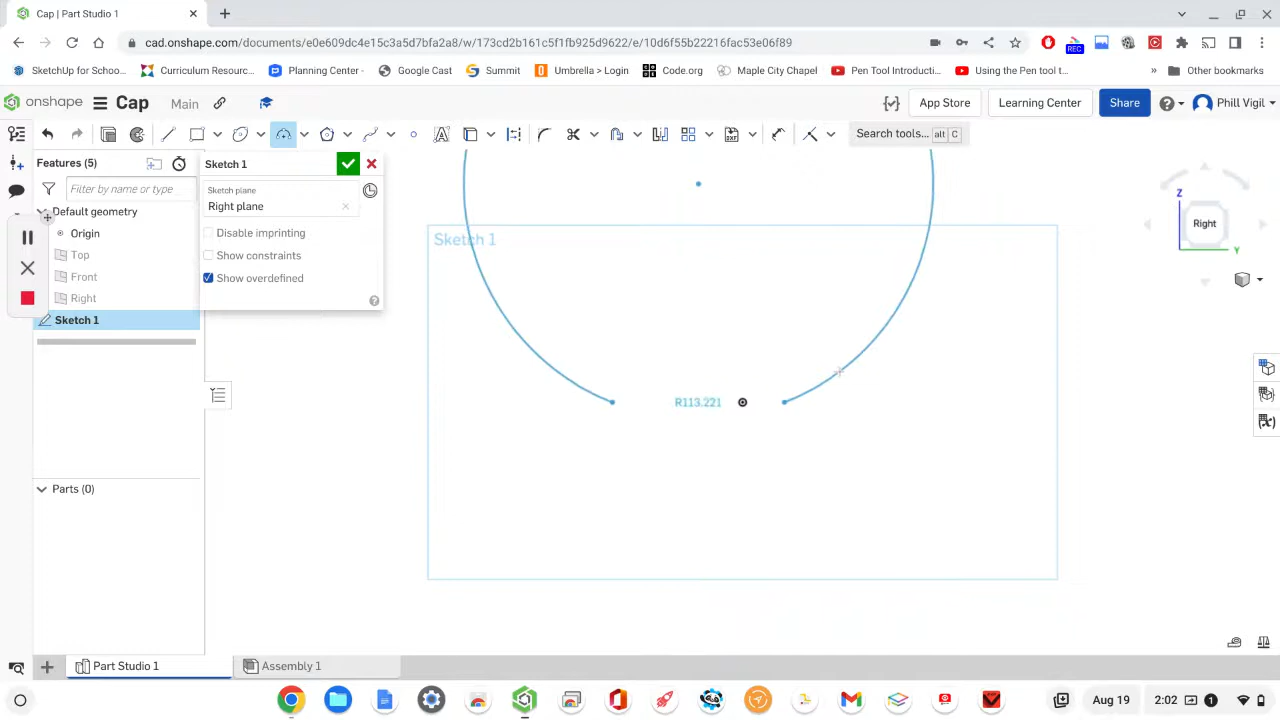 Cap | Part Studio 1
cad.onshape.com/documents/e0e609dc4d5c3a5d7bfa2a92/w/173cd2b161c5f1fb925d9622/e/10d6f55b22216fac53e06f89
REC
SketchUp for Schoo...
Curriculum Resourc...
Planning Center -
Google Cast
Summit
Umbrella > Login
Code.org
Maple City Chapel
Pen Tool Introducti...
Using the Pen tool t...
»
Other bookmarks
onshape
Cap
Main
App Store
Learning Center
Share
Phill Vigil
Search tools...
alt
C
Features (5)
Filter by name or type
Default geometry
Origin
Top
Front
Right
Sketch 1
Parts (0)
Sketch 1
Sketch plane
Right plane
Disable imprinting
Show constraints
Show overdefined
Sketch 1
R113.221
Z
Right
Y
Part Studio 1
Assembly 1
Aug 19
2:02
1